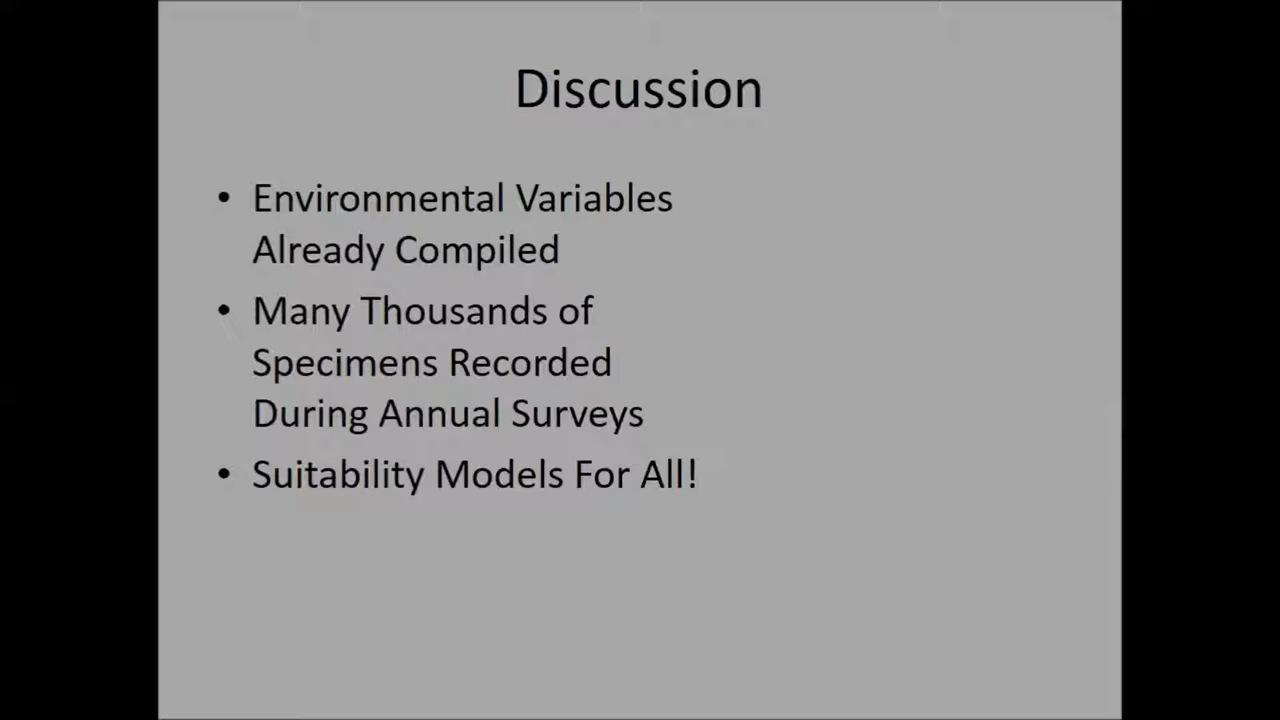 Discussion
• Environmental Variables
Already Compiled
• Many Thousands of
Specimens Recorded
During Annual Surveys
• Suitability Models For All!